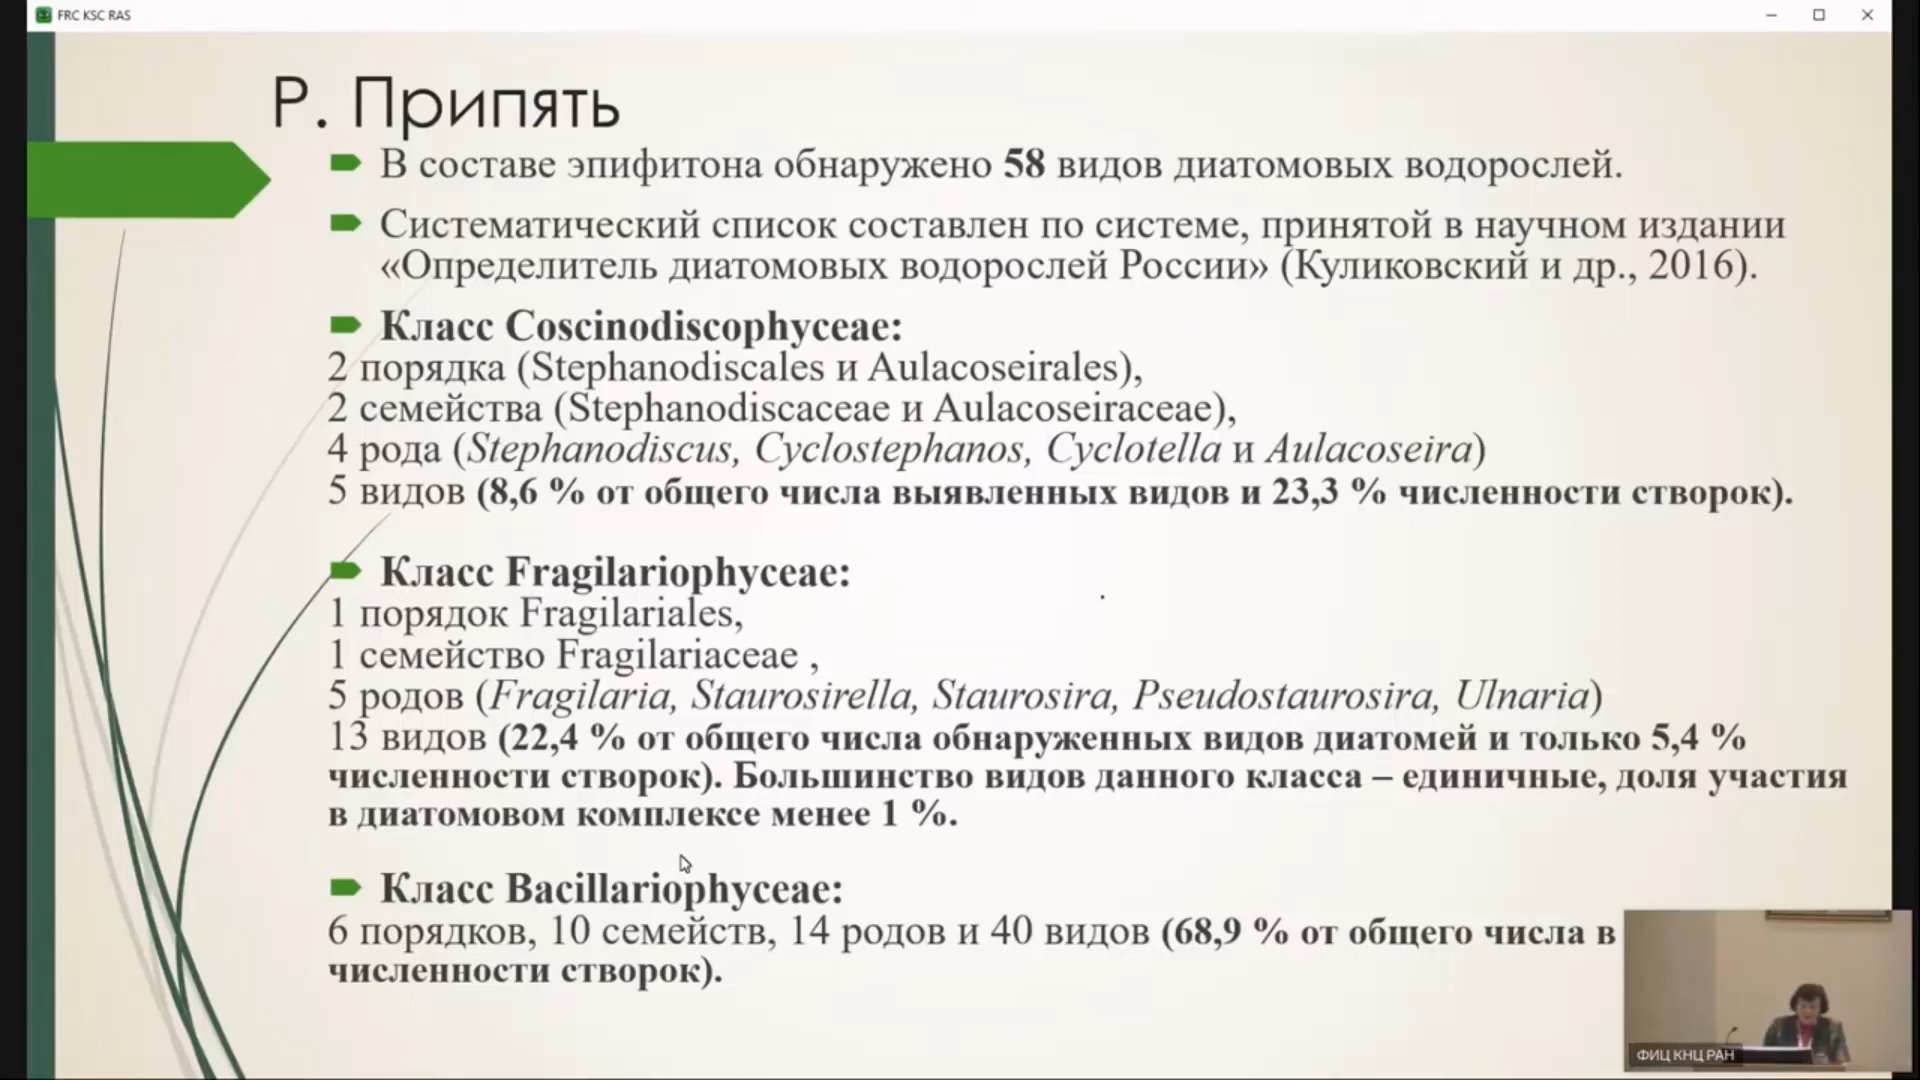 FRC KSC RAS
Р. Припять
В составе эпифитона обнаружено 58 видов диатомовых водорослей.
Систематический список составлен по системе, принятой в научном издании
«Определитель диатомовых водорослей России» (Куликовский и др., 2016).
Класс Coscinodiscophyceae:
2 порядка (Stephanodiscales и Aulacoseirales),
2 семейства (Stephanodiscaceae и Aulacoseiraceae),
4 рода (Stephanodiscus, Cyclostephanos, Cyclotella и Aulacoseira)
5 видов (8,6 % от общего числа выявленных видов и 23,3 % численности створок).
Класс Fragilariophyceae:
1 порядок Fragilariales,
1 семейство Fragilariaceae ,
5 родов (Fragilaria, Staurosirella, Staurosira, Pseudostaurosira, Ulnaria)
13 видов (22,4 % от общего числа обнаруженных видов диатомей и только 5,4 %
численности створок). Большинство видов данного класса – единичные, доля участия
в диатомовом комплексе менее 1 %.
Класс Bacillariophyceae:
6 порядков, 10 семейств, 14 родов и 40 видов (68,9 % от общего числа в
численности створок).
ФИЦ КНЦ РАН